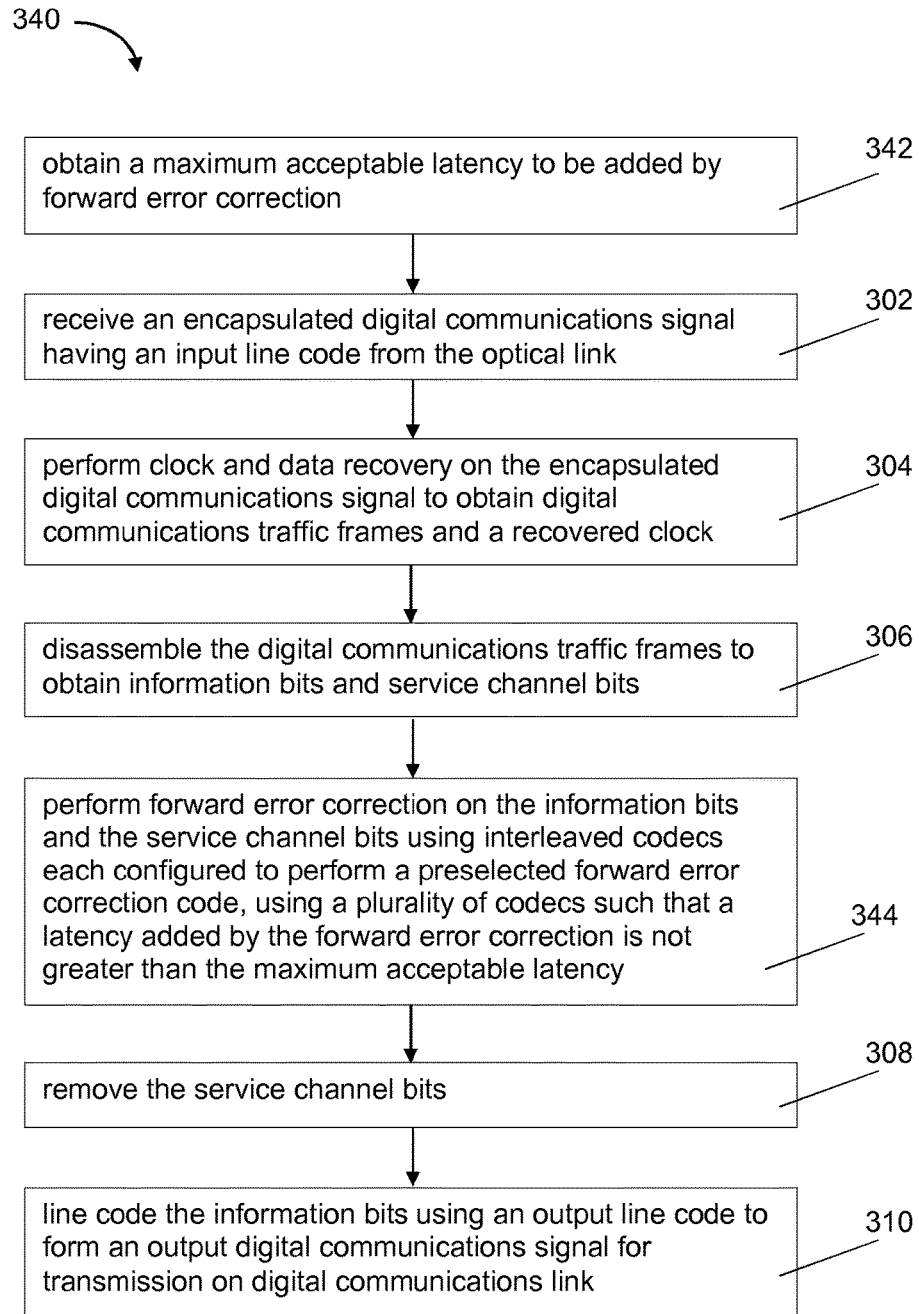 340
obtain a maximum acceptable latency to be added by
forward error correction
342
receive an encapsulated digital communications signal
having an input line code from the optical link
302
perform clock and data recovery on the encapsulated
digital communications signal to obtain digital
communications traffic frames and a recovered clock
304
disassemble the digital communications traffic frames to
obtain information bits and service channel bits
306
perform forward error correction on the information bits
and the service channel bits using interleaved codecs
each configured to perform a preselected forward error
correction code, using a plurality of codecs such that a
latency added by the forward error correction is not
greater than the maximum acceptable latency
344
remove the service channel bits
308
line code the information bits using an output line code to
form an output digital communications signal for
transmission on digital communications link
310